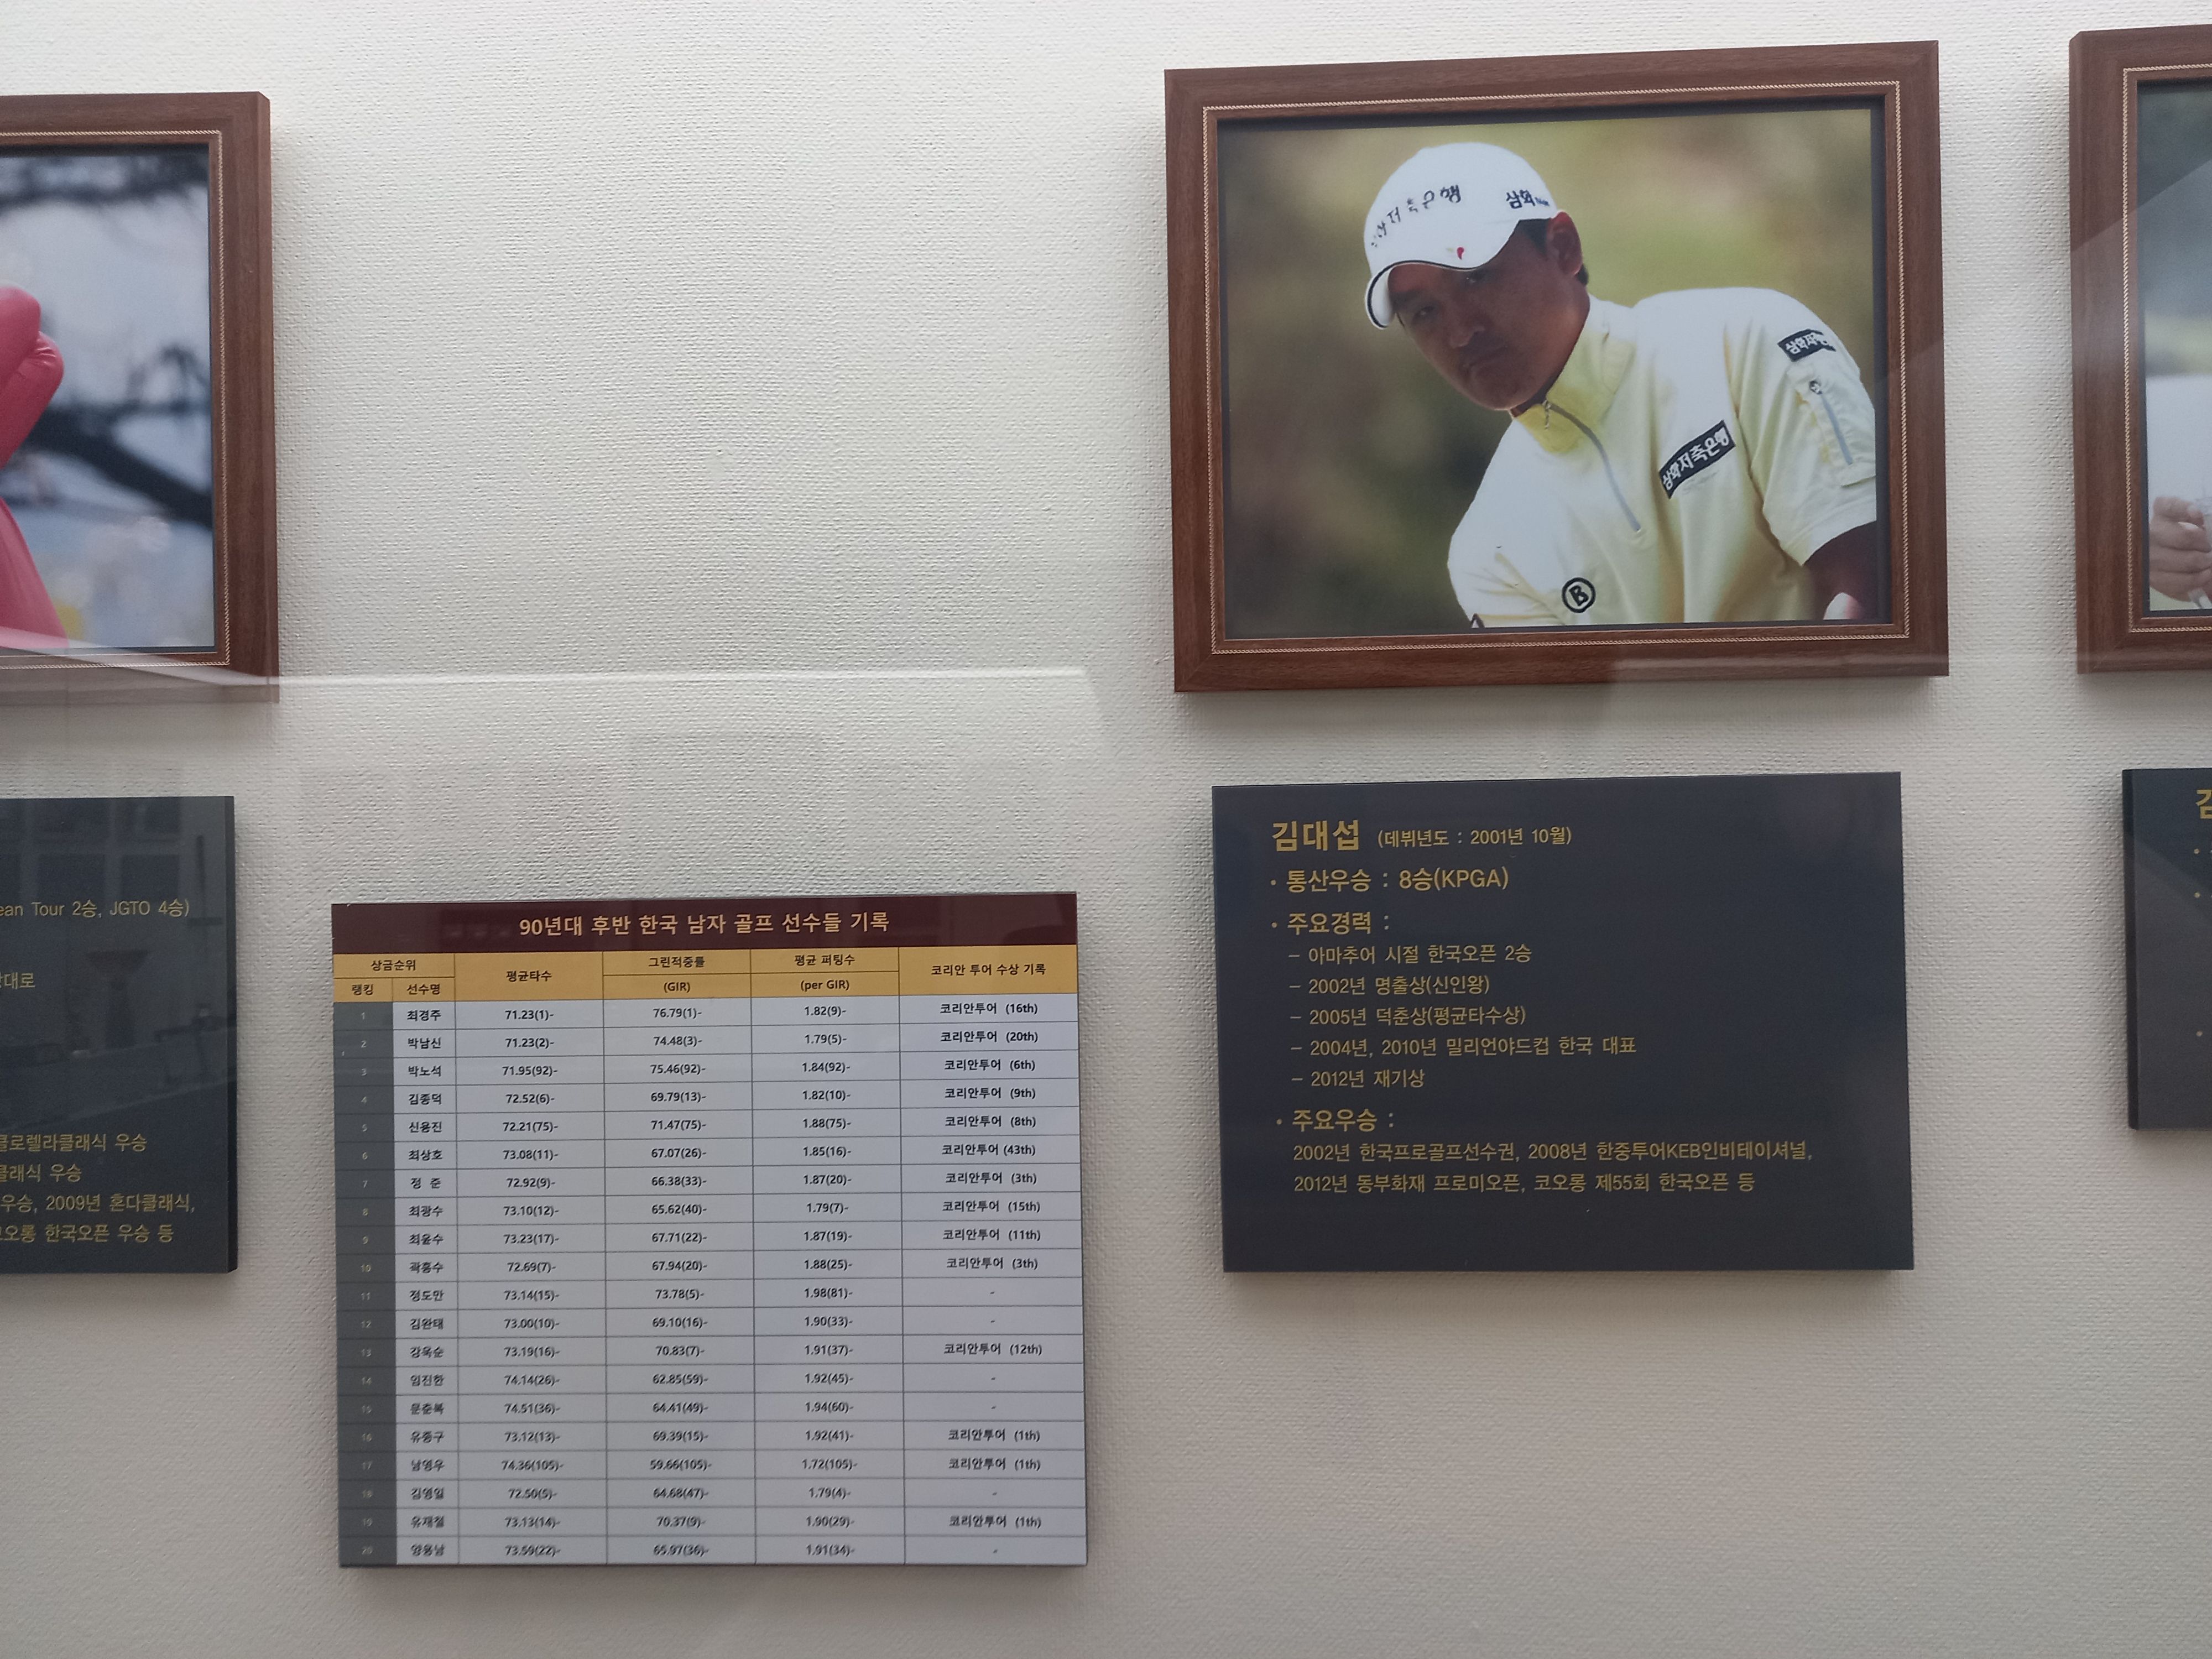 삼화
삼화저축은행
B
ean Tour 2승, JGTO 4승)
대로
클로렐라클래식 우승
클래식 우승
우승, 2009년 혼다클래식,
오롱 한국오픈 우승 등
90년대 후반 한국 남자 골프 선수들 기록
상금순위 평균타수 그린적중률 평균 퍼팅수 코리안 투어 수상 기록
랭킹 선수명 (GIR) (per GIR)
1 최경주 71.23(1)- 76.79(1)- 1.82(9)- 코리안투어 (16th)
2 박남신 71.23(2)- 74.48(3)- 1.79(5)- 코리안투어 (20th)
3 박노석 71.95(92)- 75.46(92)- 1.84(92)- 코리안투어 (6th)
4 김종덕 72.52(6)- 69.79(13)- 1.82(10)- 코리안투어 (9th)
5 신용진 72.21(75)- 71.47(75)- 1.88(75)- 코리안투어 (8th)
6 최상호 73.08(11)- 67.07(26)- 1.85(16)- 코리안투어 (43th)
7 정 준 72.92(9)- 66.38(33)- 1.87(20)- 코리안투어 (3th)
8 최광수 73.10(12)- 65.62(40)- 1.79(7)- 코리안투어 (15th)
9 최윤수 73.23(17)- 67.71(22)- 1.87(19)- 코리안투어 (11th)
10 곽흥수 72.69(7)- 67.94(20)- 1.88(25)- 코리안투어 (3th)
11 정도만 73.14(15)- 73.78(5)- 1.98(81)- -
12 김완태 73.00(10)- 69.10(16)- 1.90(33)- -
13 강욱순 73.19(16)- 70.83(7)- 1.91(37)- 코리안투어 (12th)
14 임진한 74.14(26)- 62.85(59)- 1.92(45)- -
15 문춘복 74.51(36)- 64.41(49)- 1.94(60)- -
16 유종구 73.12(13)- 69.39(15)- 1.92(41)- 코리안투어 (1th)
17 남영우 74.36(105)- 59.66(105)- 1.72(105)- 코리안투어 (1th)
18 김영일 72.50(5)- 64.68(47)- 1.79(4)- -
19 유재철 73.13(14)- 70.37(9)- 1.90(29)- 코리안투어 (1th)
20 양용남 73.59(22)- 65.97(36)- 1.91(34)- -
김대섭 (데뷔년도 : 2001년 10월)
• 통산우승 : 8승(KPGA)
• 주요경력 :
– 아마추어 시절 한국오픈 2승
– 2002년 명출상(신인왕)
– 2005년 덕춘상(평균타수상)
– 2004년, 2010년 밀리언야드컵 한국 대표
– 2012년 재기상
• 주요우승 :
2002년 한국프로골프선수권, 2008년 한중투어KEB인비테이셔널,
2012년 동부화재 프로미오픈, 코오롱 제55회 한국오픈 등